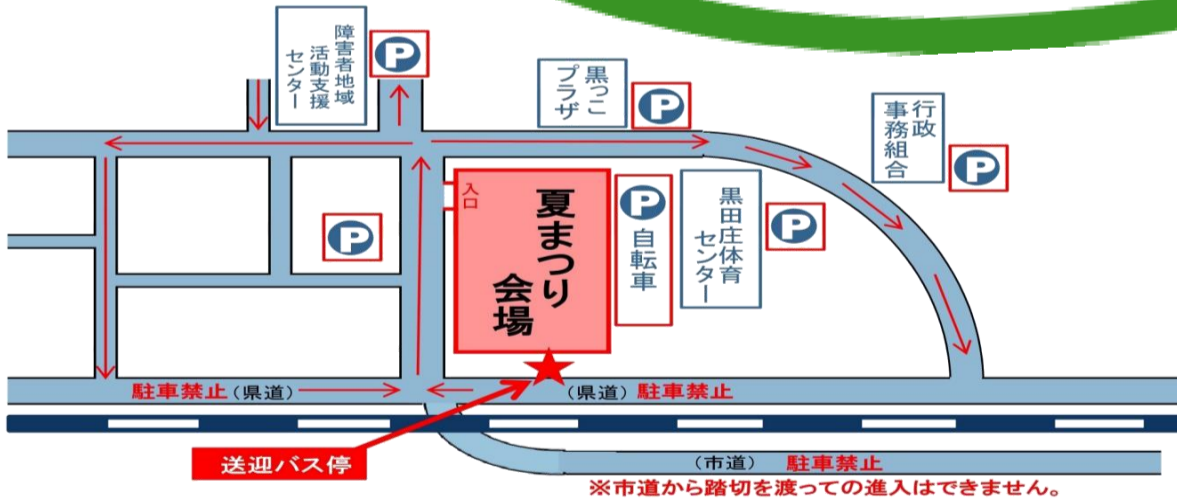 障害者地域
活動支援
センター
P
黒っこ
プラザ
P
行政
事務組合
P
入口
夏まつり
会場
P
自転車
黒田庄体育
センター
P
P
駐車禁止（県道）
（県道）駐車禁止
送迎バス停
（市道）　駐車禁止
※市道から踏切を渡っての進入はできません。